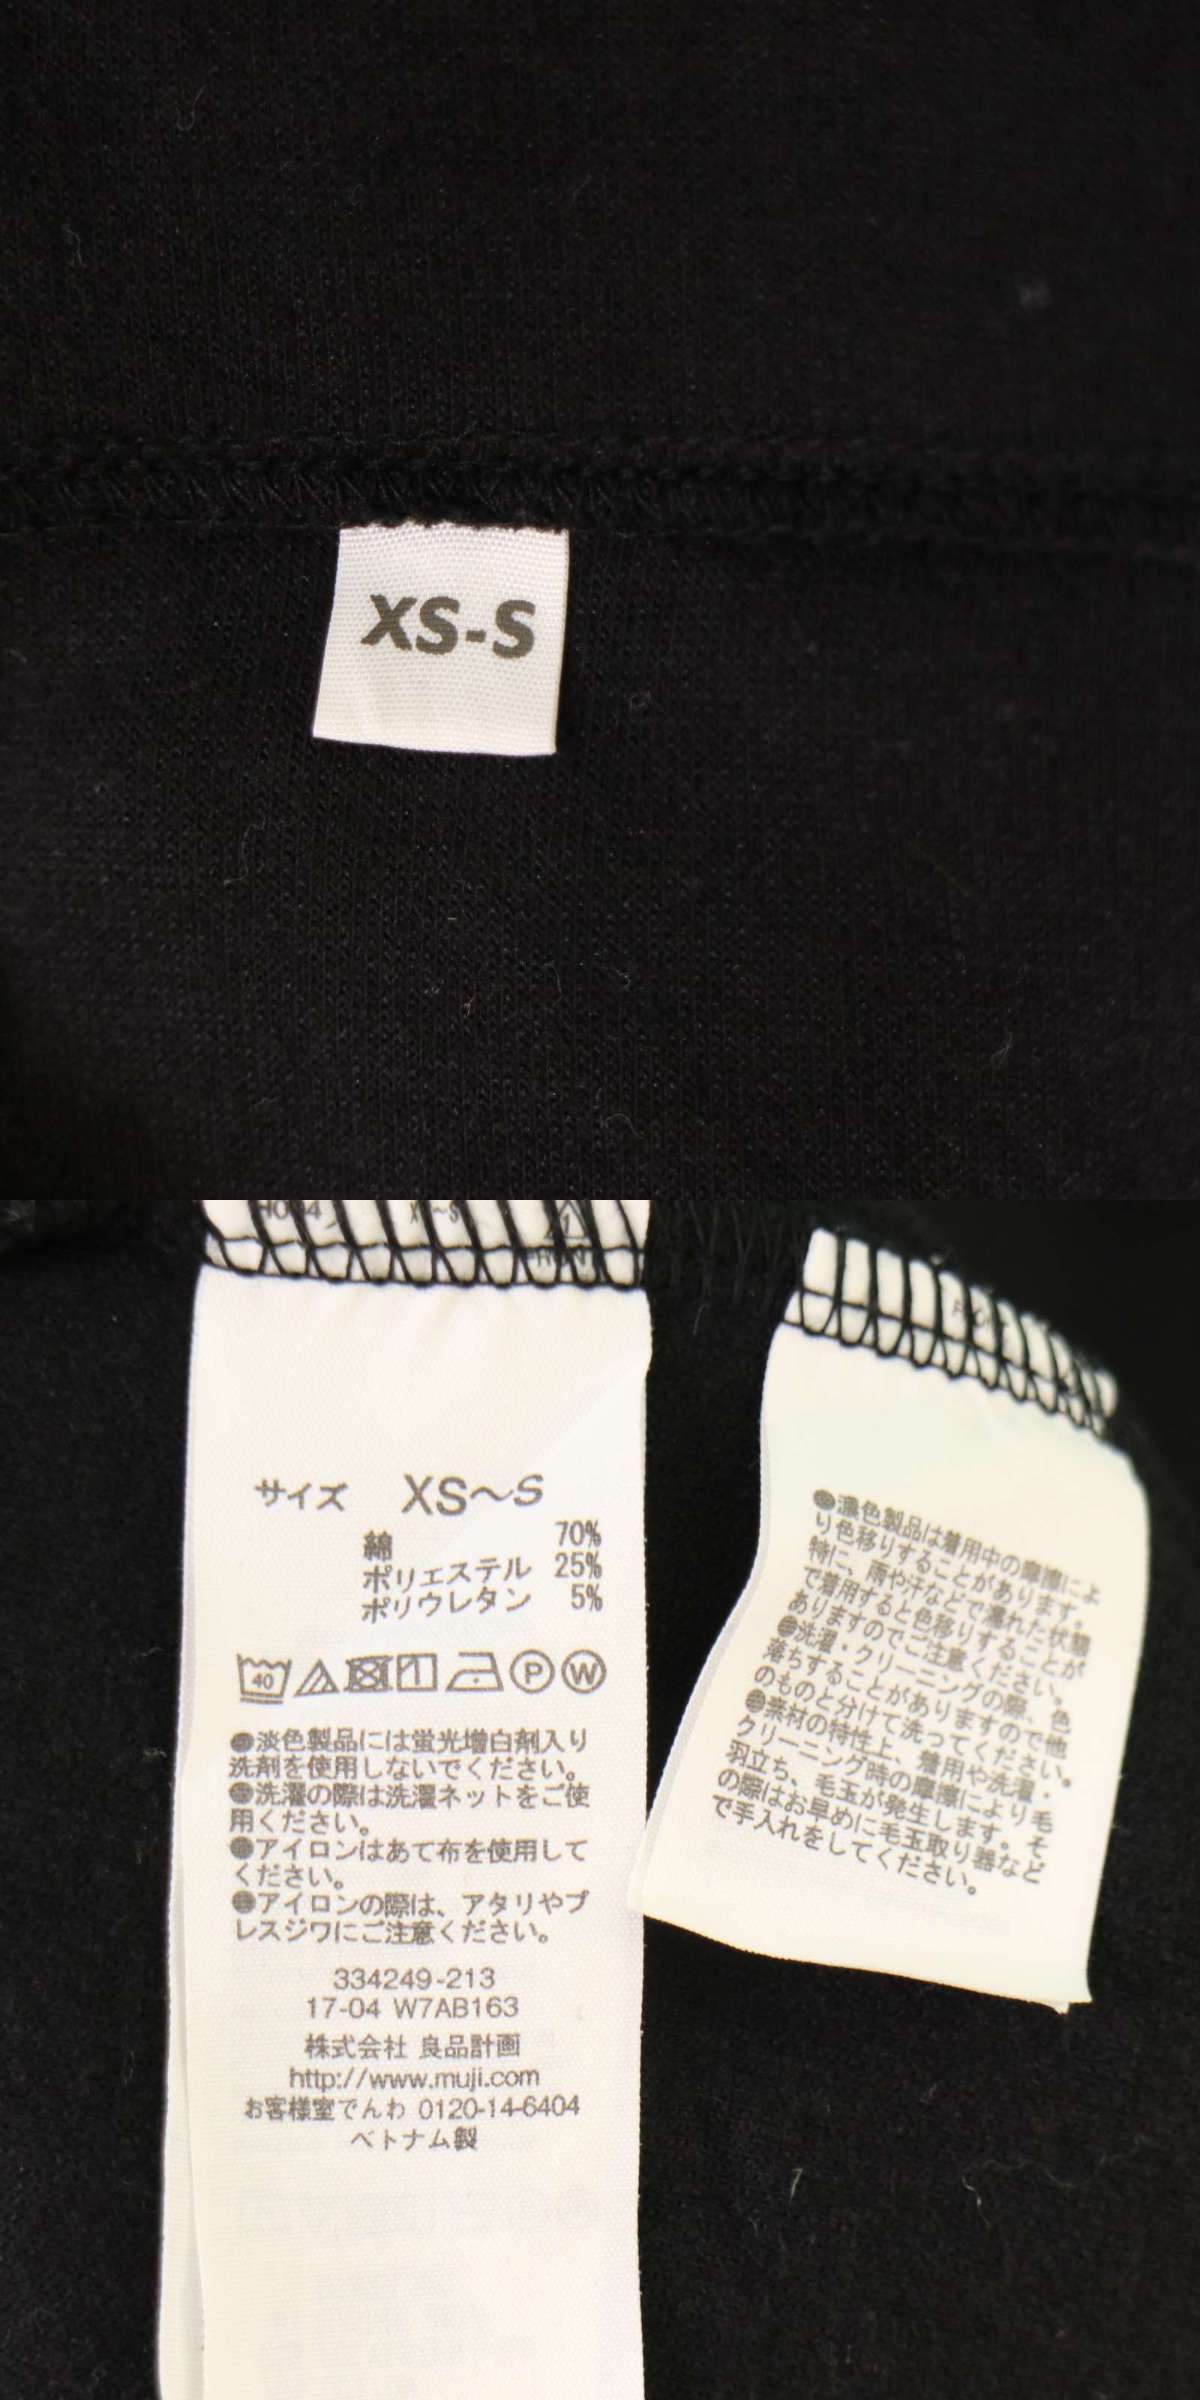 XS-S
サイズ XS～S
綿 70%
ポリエステル 25%
ポリウレタン 5%
40 P W
●淡色製品には蛍光増白剤入り
洗剤を使用しないでください。
●洗濯の際は洗濯ネットをご使
用ください。
●アイロンはあて布を使用して
ください。
●アイロンの際は、アタリやプ
レスジワにご注意ください。
334249-213
17-04 W7AB163
株式会社 良品計画
http://www.muji.com
お客様室でんわ 0120-14-6404
ベトナム製
●濃色製品は着用中の摩擦によ
り色移りすることがあります。
特に、雨や汗などで濡れた状態
で着用すると色移りすることが
ありますのでご注意ください。
●洗濯・クリーニングの際、色
落ちすることがありますので他
のものと分けて洗ってください。
●素材の特性上、着用や洗濯・
クリーニング時の摩擦により毛
羽立ち、毛玉が発生します。そ
の際はお早めに毛玉取り器など
で手入れをしてください。